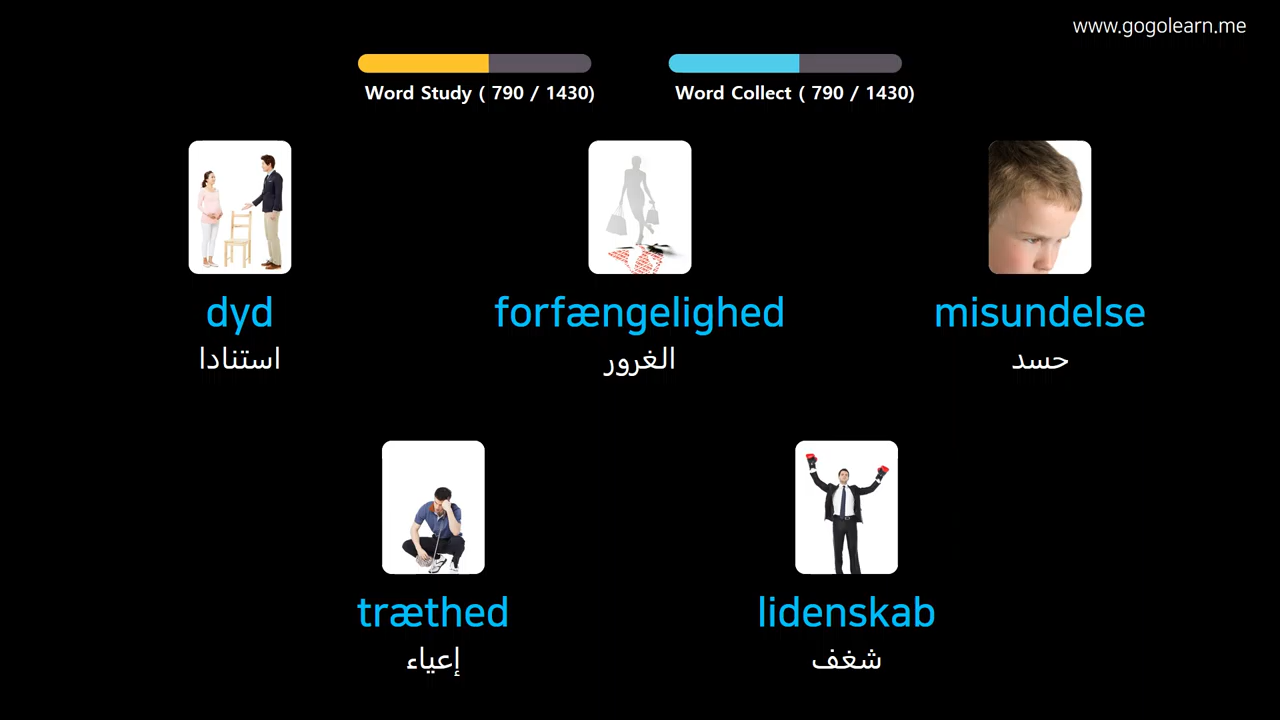 www.gogolearn.me
Word Study ( 790 / 1430)
Word Collect ( 790 / 1430)
dyd
استنادا
forfængelighed
الغرور
misundelse
حسد
træthed
إعياء
lidenskab
شغف